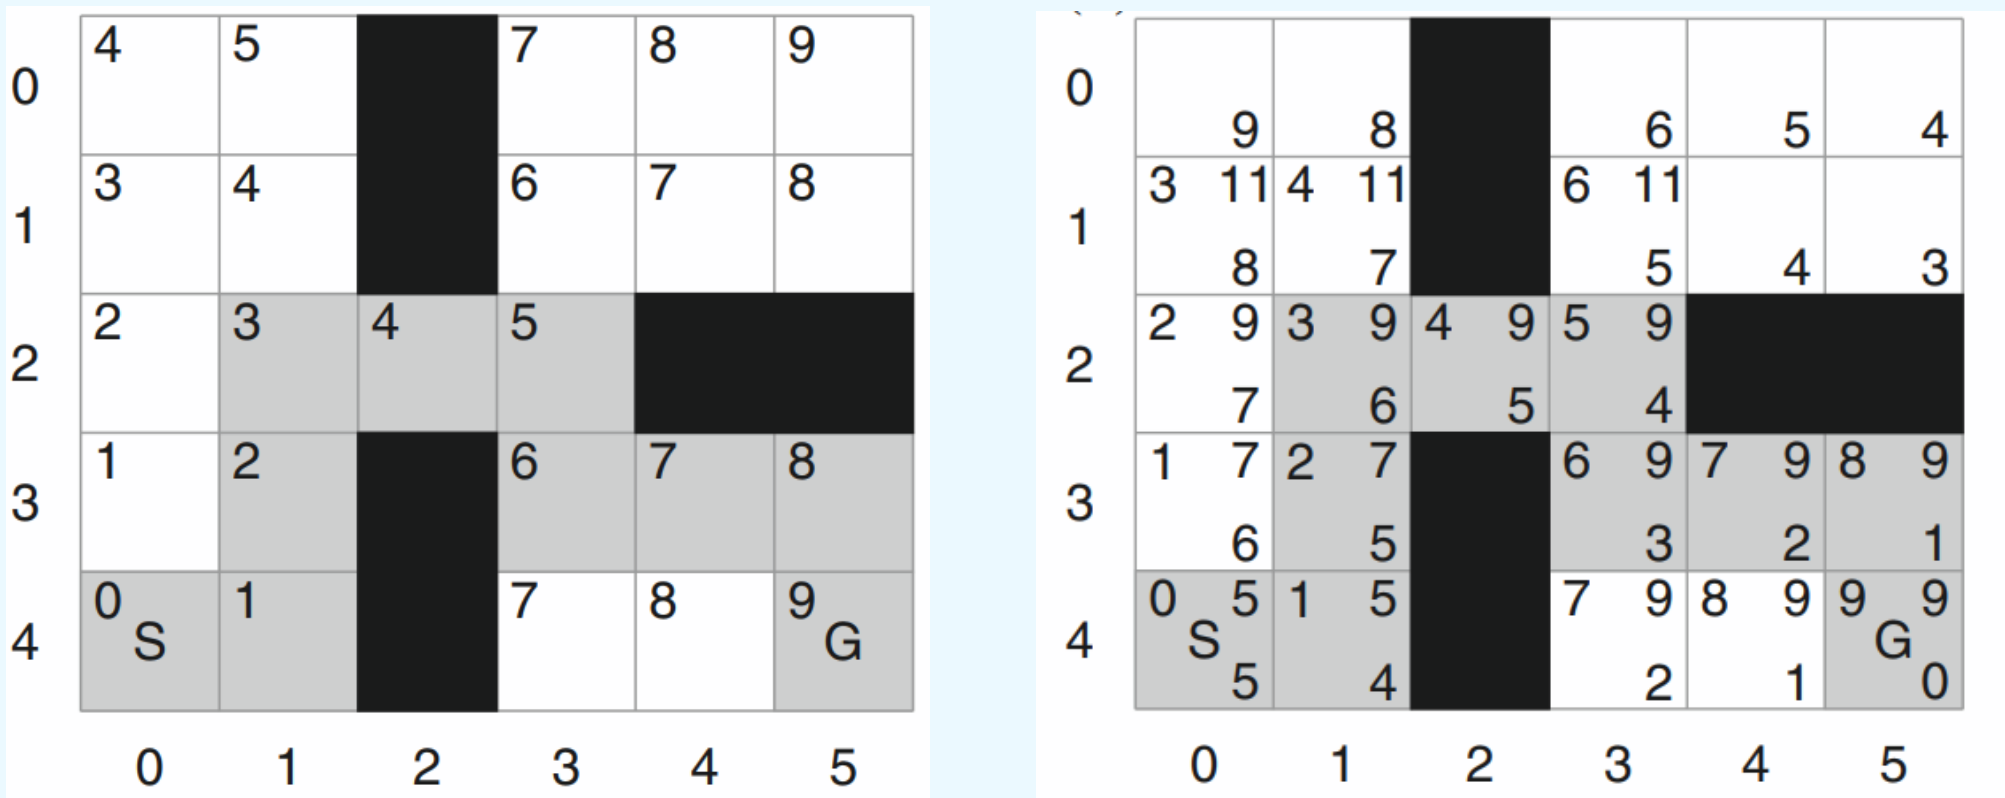 4 5 7 8 9
0
3 4 6 7 8
1
2 3 4 5
2
1 2 6 7 8
3
0 1 7 8 9
S G
4
0 1 2 3 4 5
0
9 8 6 5 4
3 11 4 11 6 11
1
8 7 5 4 3
2 9 3 9 4 9 5 9
2
7 6 5 4
1 7 2 7 6 9 7 9 8 9
3
6 5 3 2 1
0 5 1 5 7 9 8 9 9 9
4 S G
5 4 2 1 0
0 1 2 3 4 5